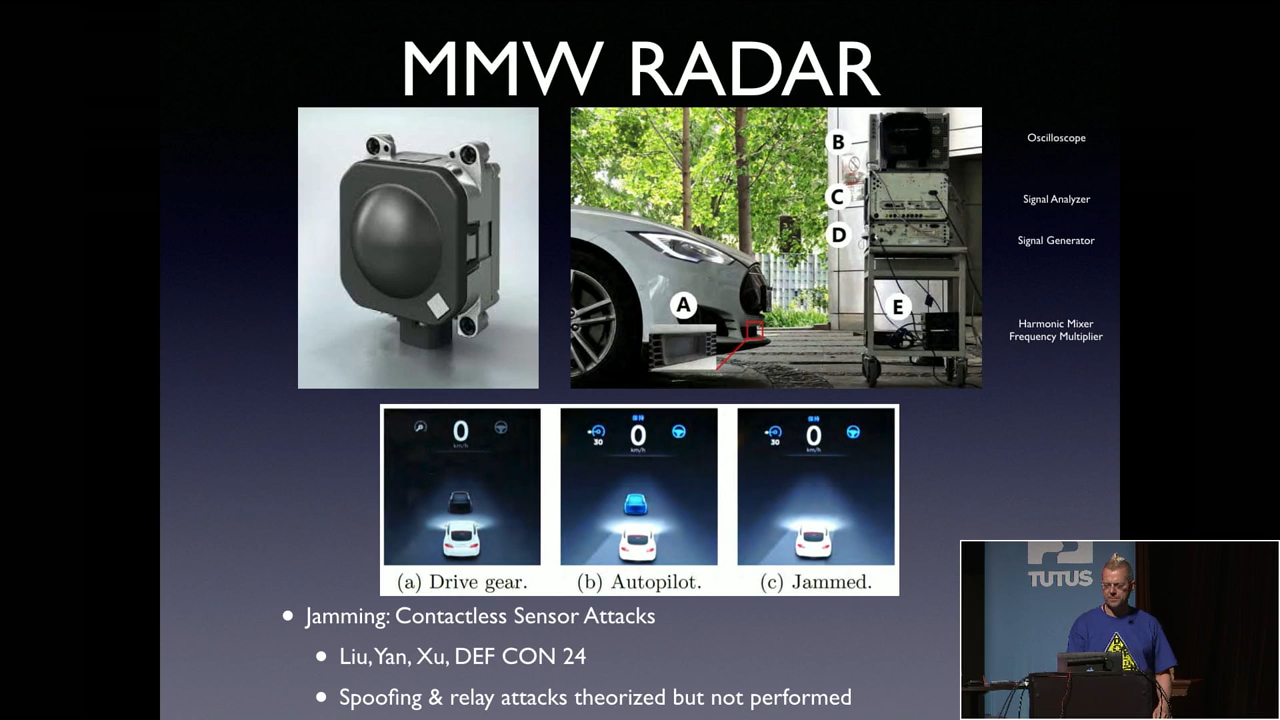 MMW RADAR
B
C
D
A
E
Oscilloscope
Signal Analyzer
Signal Generator
Harmonic Mixer
Frequency Multiplier
0
km/h
30
0
km/h
30
0
km/h
(a) Drive gear.
(b) Autopilot.
(c) Jammed.
• Jamming: Contactless Sensor Attacks
• Liu, Yan, Xu, DEF CON 24
• Spoofing & relay attacks theorized but not performed
TUTUS